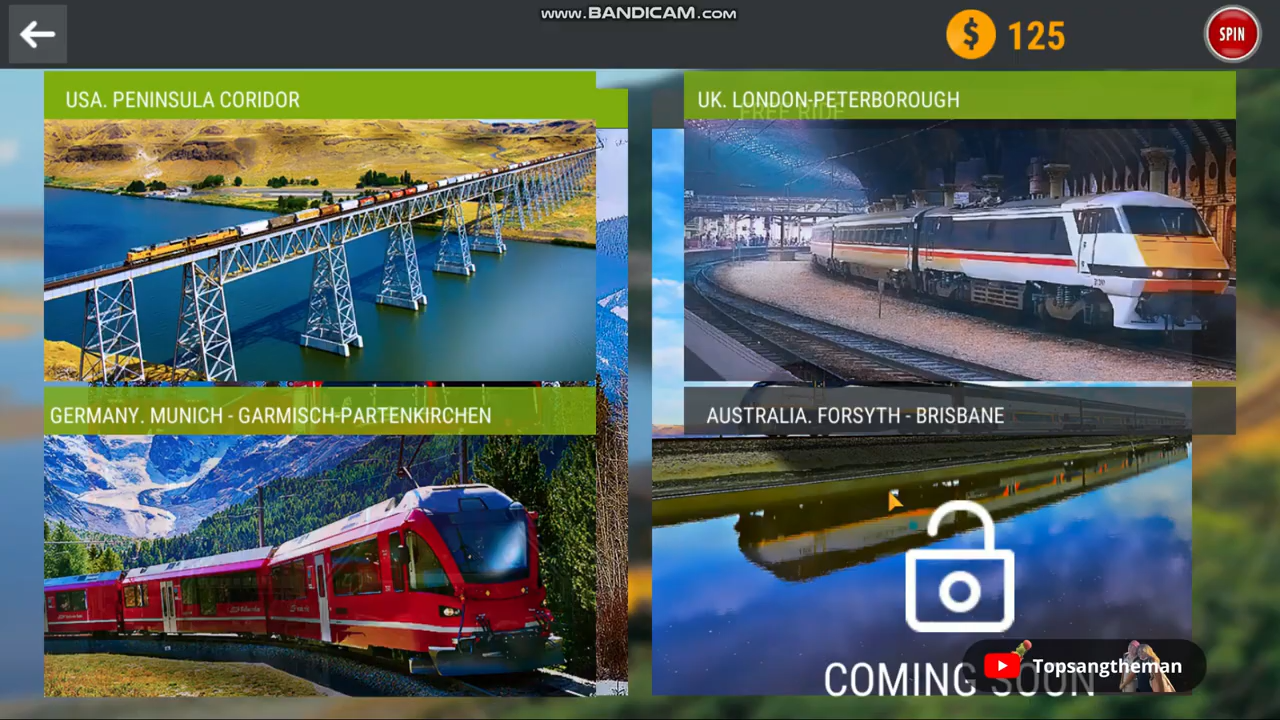 www.BANDICAM.com
125
SPIN
USA. PENINSULA CORIDOR
UK. LONDON-PETERBOROUGH
FREE RIDE
GERMANY. MUNICH - GARMISCH-PARTENKIRCHEN
AUSTRALIA. FORSYTH - BRISBANE
COMING SOON
Topsangtheman